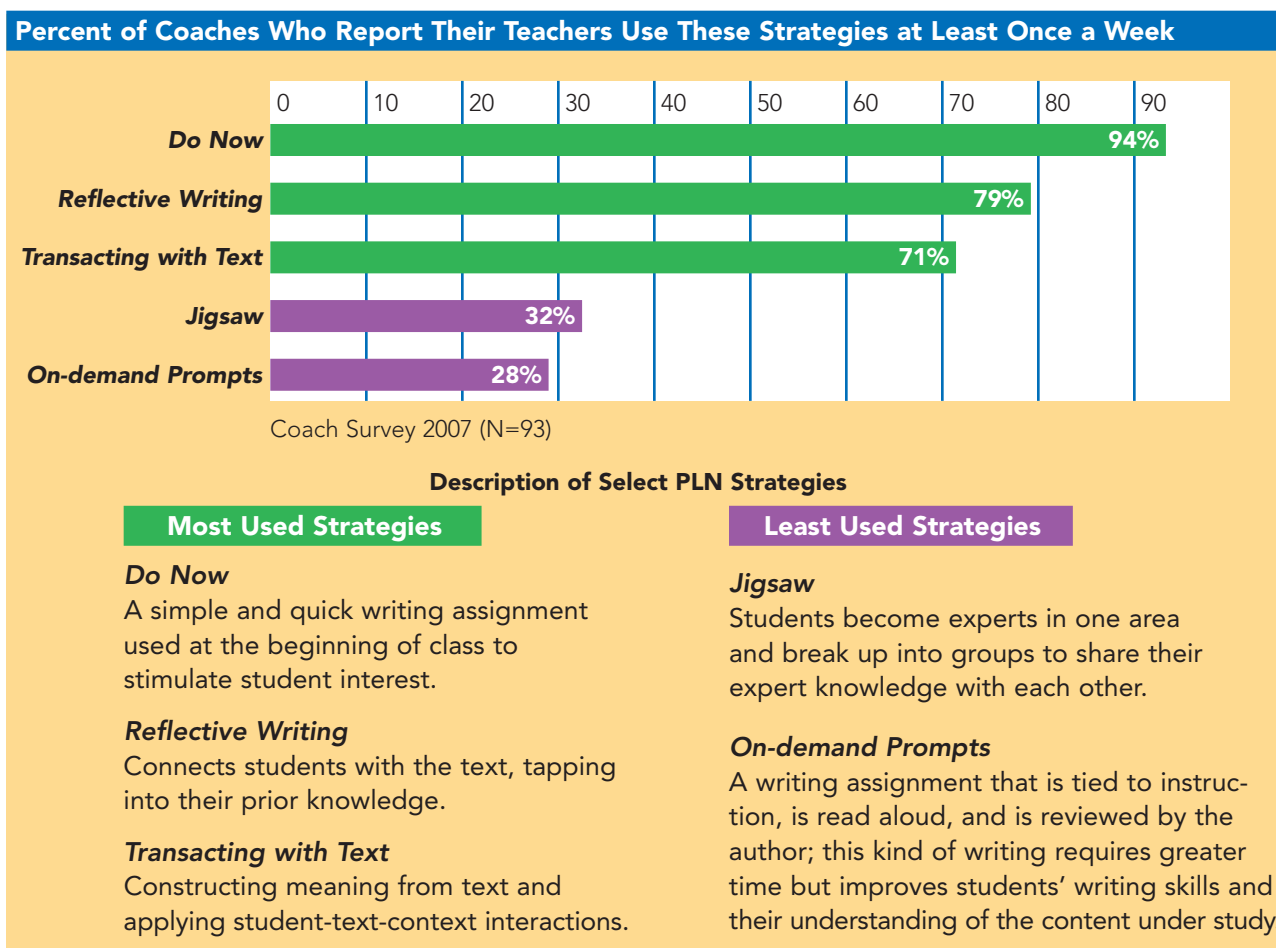 Percent of Coaches Who Report Their Teachers Use These Strategies at Least Once a Week
0 10 20 30 40 50 60 70 80 90
Do Now 94%
Reflective Writing 79%
Transacting with Text 71%
Jigsaw 32%
On-demand Prompts 28%
Coach Survey 2007 (N=93)
Description of Select PLN Strategies
Most Used Strategies
Do Now
A simple and quick writing assignment
used at the beginning of class to
stimulate student interest.
Reflective Writing
Connects students with the text, tapping
into their prior knowledge.
Transacting with Text
Constructing meaning from text and
applying student-text-context interactions.
Least Used Strategies
Jigsaw
Students become experts in one area
and break up into groups to share their
expert knowledge with each other.
On-demand Prompts
A writing assignment that is tied to instruc-
tion, is read aloud, and is reviewed by the
author; this kind of writing requires greater
time but improves students' writing skills and
their understanding of the content under study